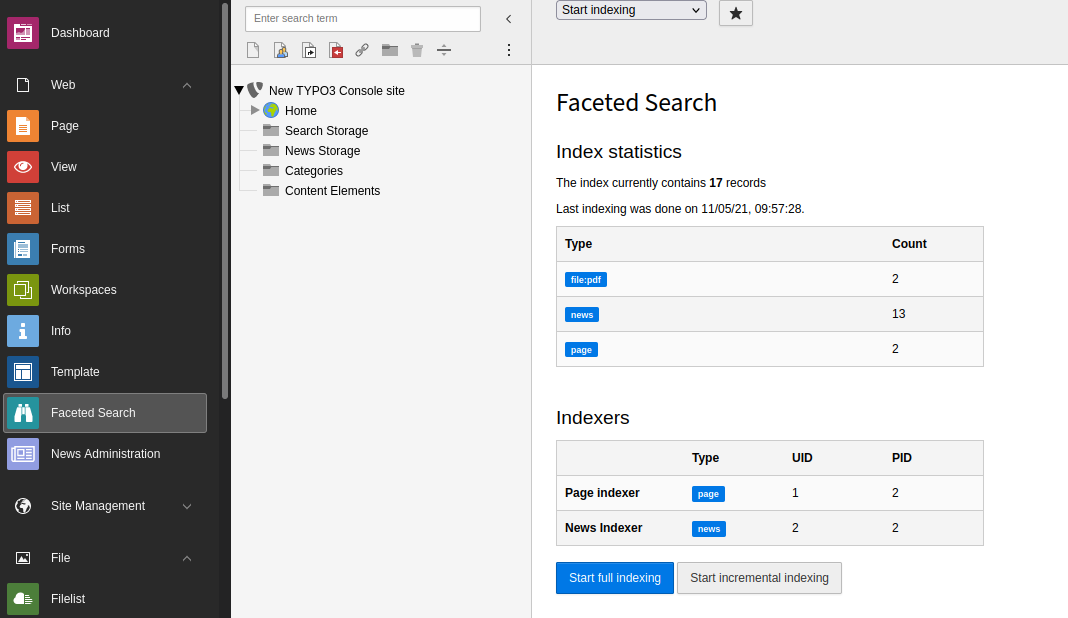 Dashboard
Web
Page
View
List
Forms
Workspaces
Info
Template
Faceted Search
News Administration
Site Management
File
Filelist
Enter search term
New TYPO3 Console site
Home
Search Storage
News Storage
Categories
Content Elements
Start indexing
Faceted Search
Index statistics
The index currently contains 17 records
Last indexing was done on 11/05/21, 09:57:28.
Type Count
file:pdf 2
news 13
page 2
Indexers
Type UID PID
Page indexer page 1 2
News Indexer news 2 2
Start full indexing Start incremental indexing